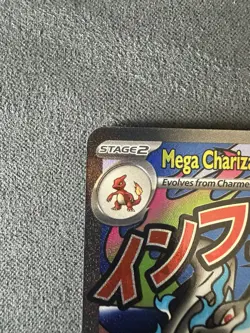 STAGE2
Mega Chariza
Evolves from Charme
インフ